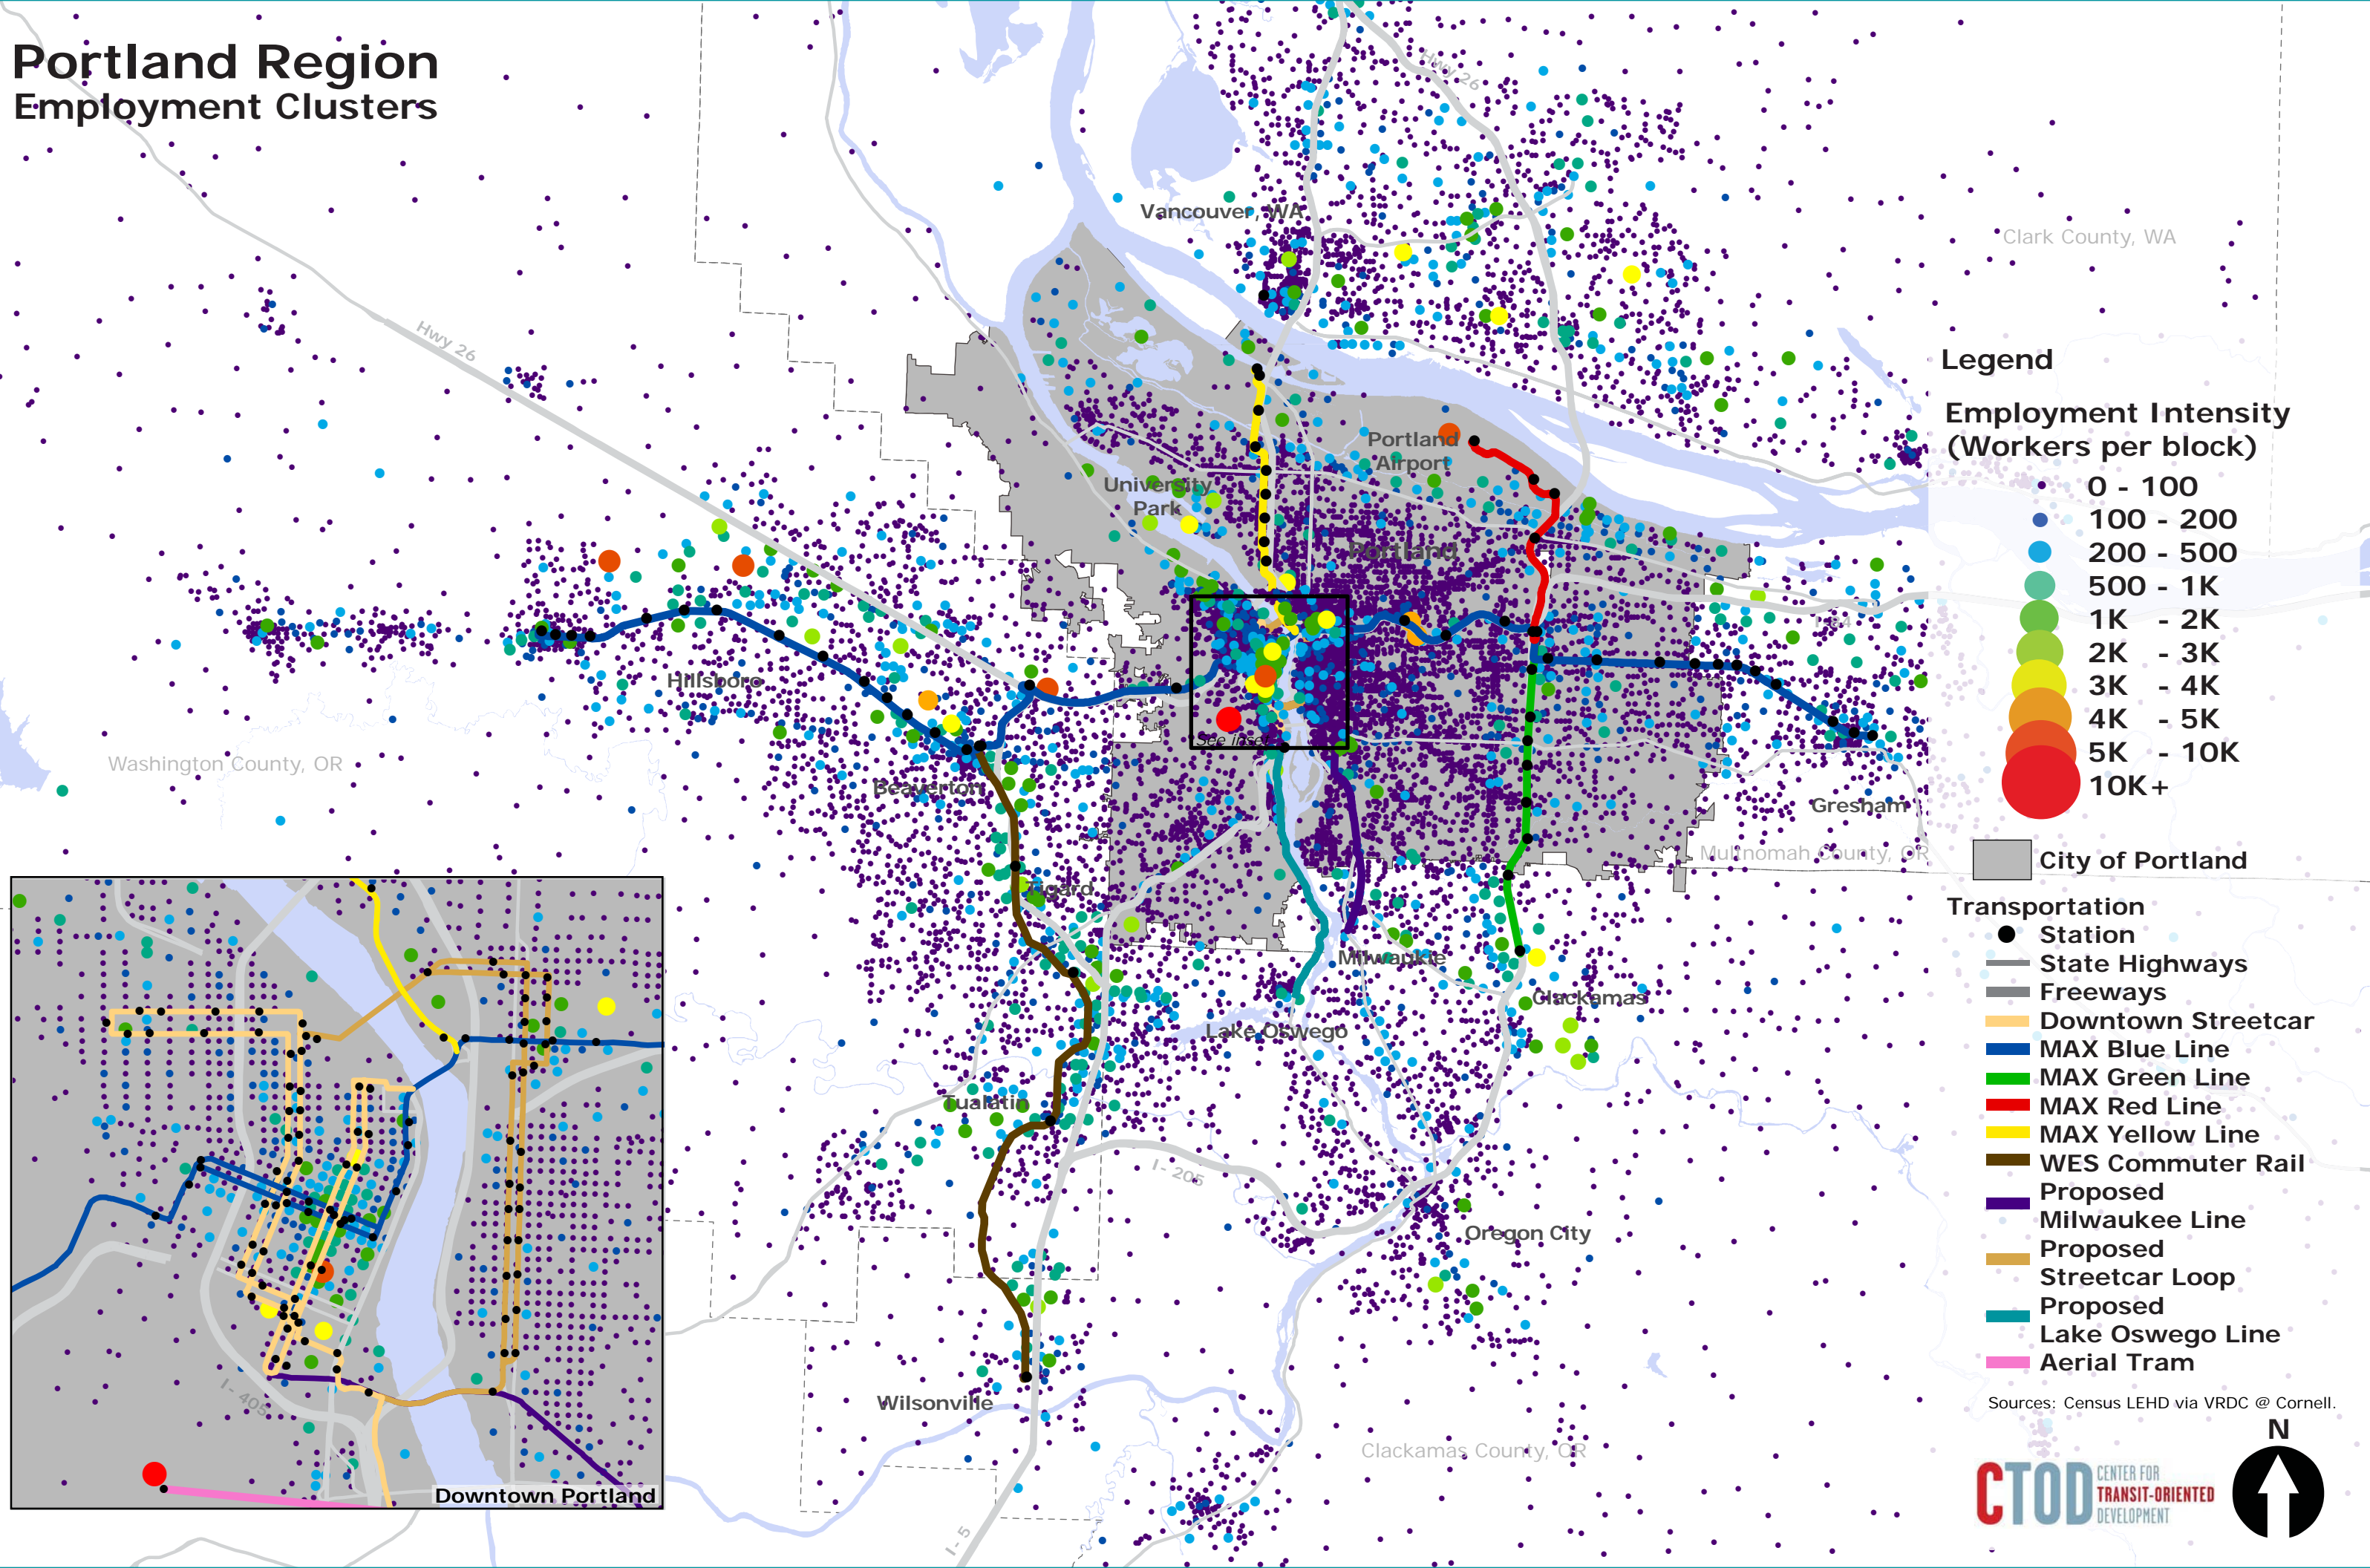 Portland Region
Employment Clusters
Hwy 26
Vancouver, WA
Clark County, WA
Hwy 26
Portland
Airport
University
Park
Portland
I-84
Hillsboro
See inset
Washington County, OR
Beaverton
Gresham
Multnomah County, OR
Tigard
Milwaukie
Clackamas
Lake Oswego
Tualatin
I-205
Oregon City
Wilsonville
Clackamas County, OR
I-5
I-405
Downtown Portland
Legend
Employment Intensity
(Workers per block)
0 - 100
100 - 200
200 - 500
500 - 1K
1K - 2K
2K - 3K
3K - 4K
4K - 5K
5K - 10K
10K+
City of Portland
Transportation
Station
State Highways
Freeways
Downtown Streetcar
MAX Blue Line
MAX Green Line
MAX Red Line
MAX Yellow Line
WES Commuter Rail
Proposed
Milwaukee Line
Proposed
Streetcar Loop
Proposed
Lake Oswego Line
Aerial Tram
Sources: Census LEHD via VRDC @ Cornell.
N
CTOD
CENTER FOR
TRANSIT-ORIENTED
DEVELOPMENT